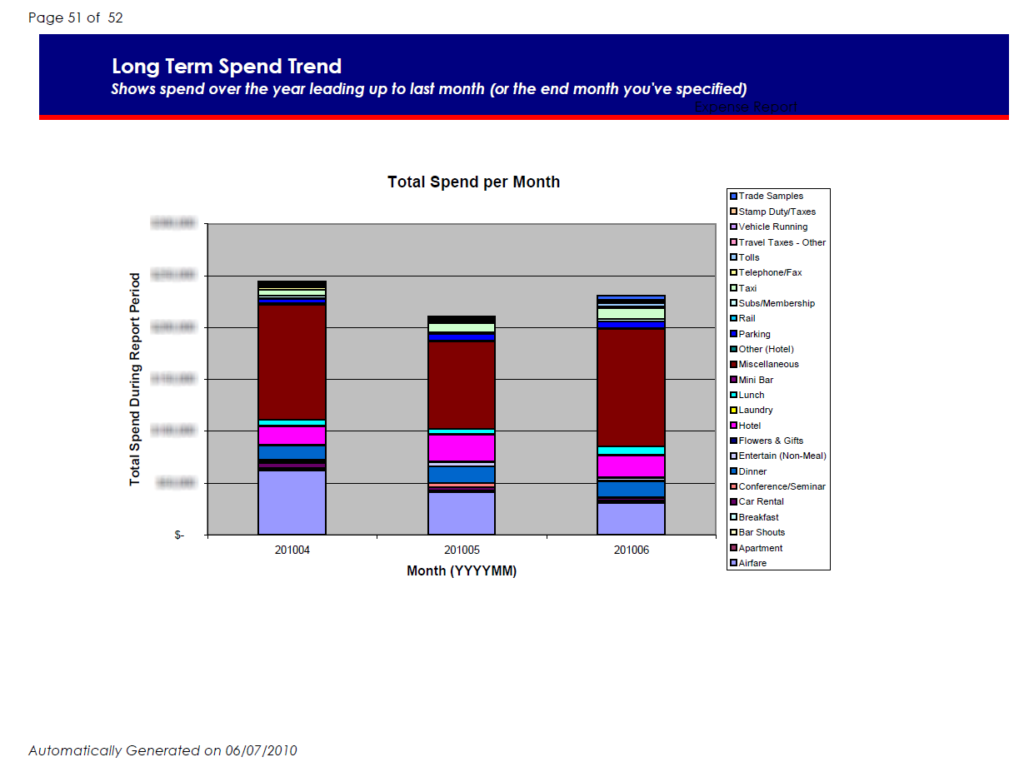 Page 51 of 52
Long Term Spend Trend
Shows spend over the year leading up to last month (or the end month you've specified)
Expense Report
Total Spend per Month
Total Spend During Report Period
$-
201004 201005 201006
Month (YYYYMM)
Trade Samples
Stamp Duty/Taxes
Vehicle Running
Travel Taxes - Other
Tolls
Telephone/Fax
Taxi
Subs/Membership
Rail
Parking
Other (Hotel)
Miscellaneous
Mini Bar
Lunch
Laundry
Hotel
Flowers & Gifts
Entertain (Non-Meal)
Dinner
Conference/Seminar
Car Rental
Breakfast
Bar Shouts
Apartment
Airfare
Automatically Generated on 06/07/2010